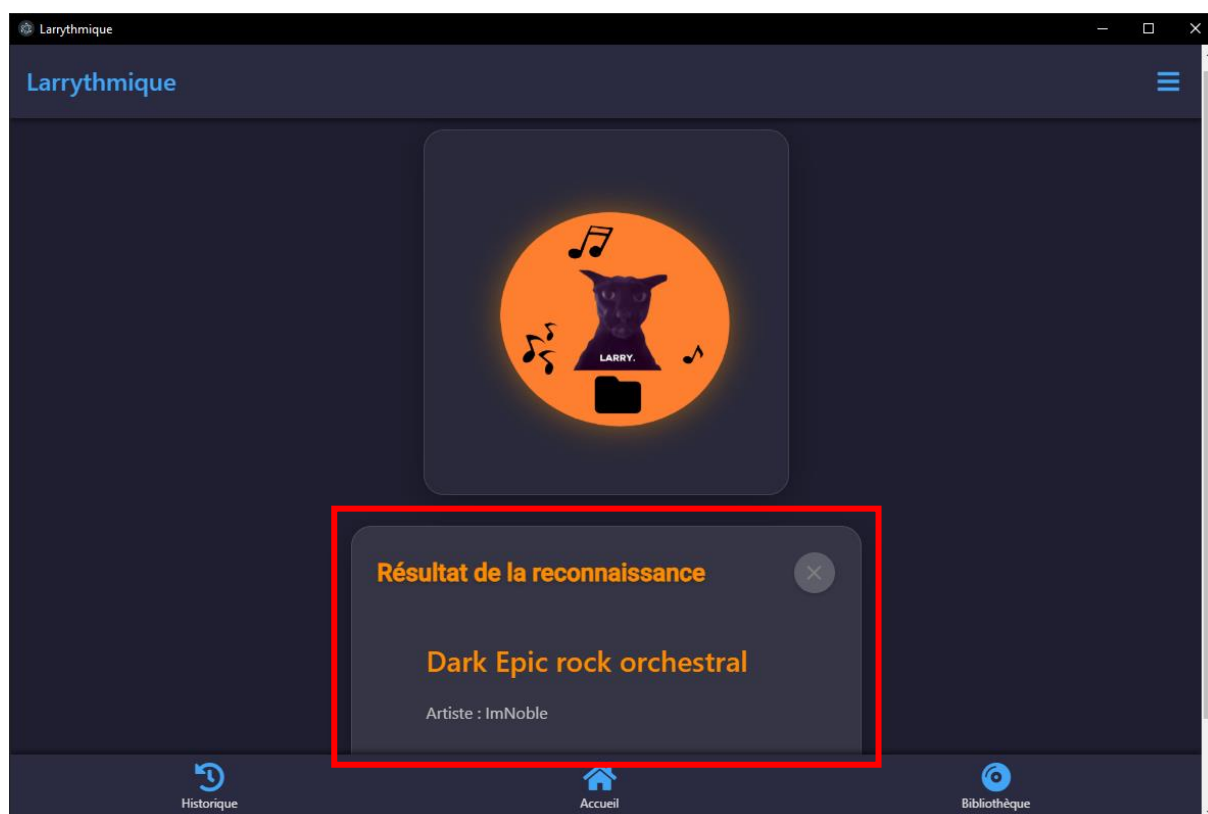 Larrythmique
Larrythmique
LARRY.
Résultat de la reconnaissance
Dark Epic rock orchestral
Artiste : ImNoble
Historique
Accueil
Bibliothèque